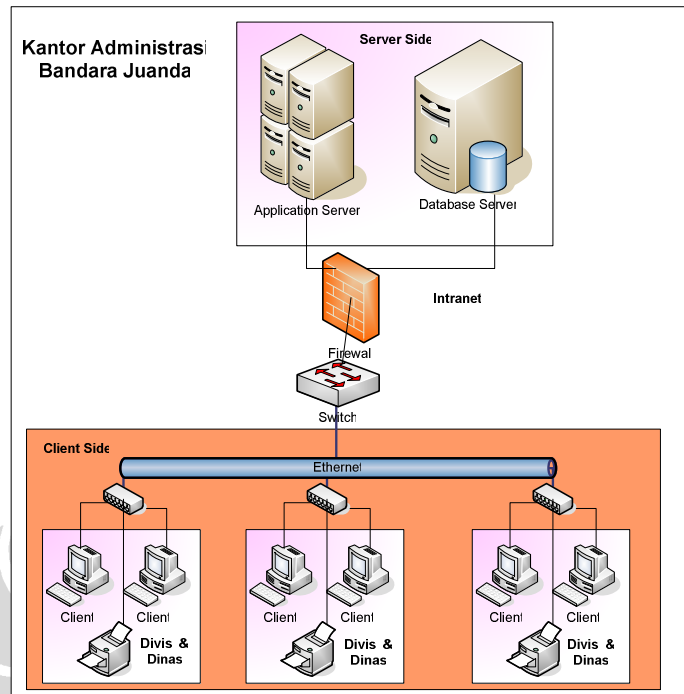 Kantor Administrasi
Bandara Juanda
Server Side
Application Server
Database Server
Intranet
Firewal
Switch
Client Side
Ethernet
Client
Client
Divis &
Dinas
Client
Client
Divis &
Dinas
Client
Client
Divis &
Dinas